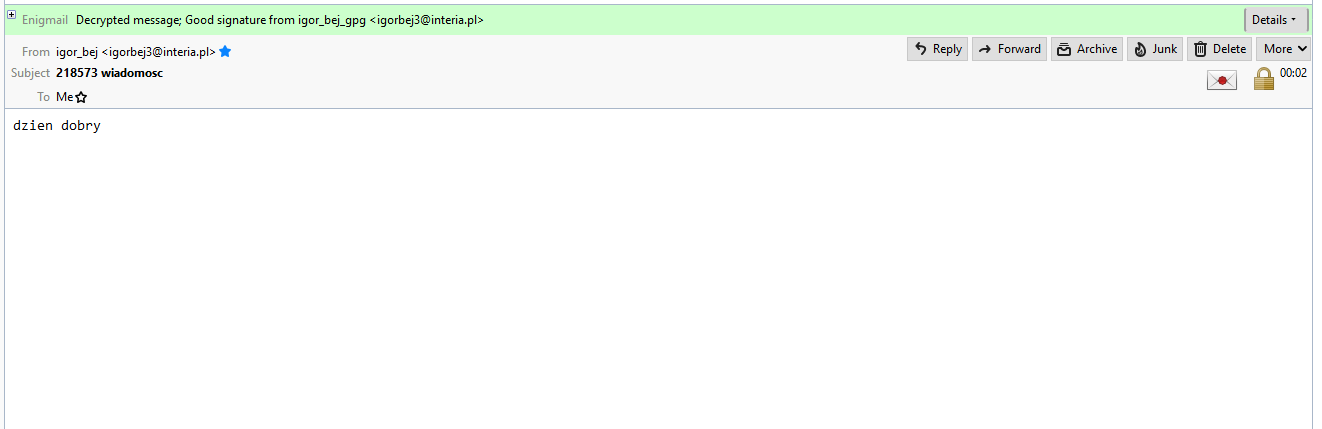 Enigmail Decrypted message; Good signature from igor_bej_gpg <igorbej3@interia.pl> Details
From igor_bej <igorbej3@interia.pl> Reply Forward Archive Junk Delete More
Subject 218573 wiadomosc 00:02
To Me
dzien dobry